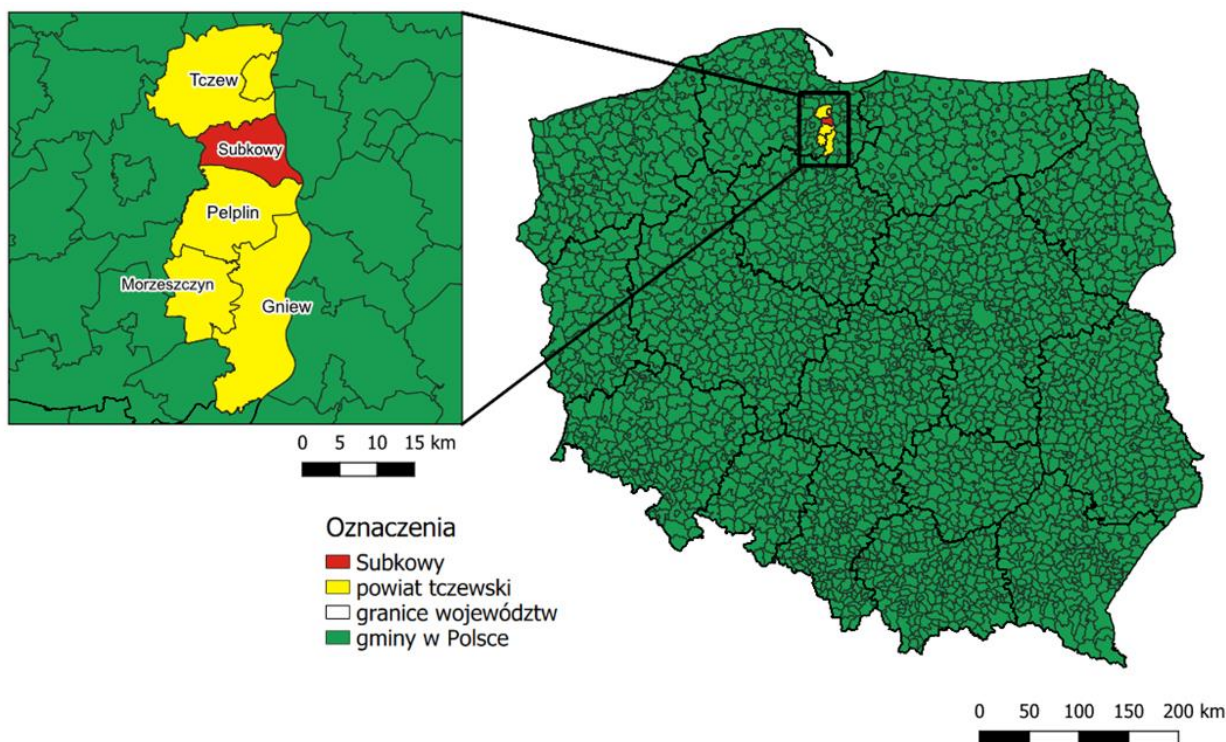 Tczew
Subkowy
Pelplin
Morzeszczyn
Gniew
0 5 10 15 km
Oznaczenia
Subkowy
powiat tczewski
granice województw
gminy w Polsce
0 50 100 150 200 km